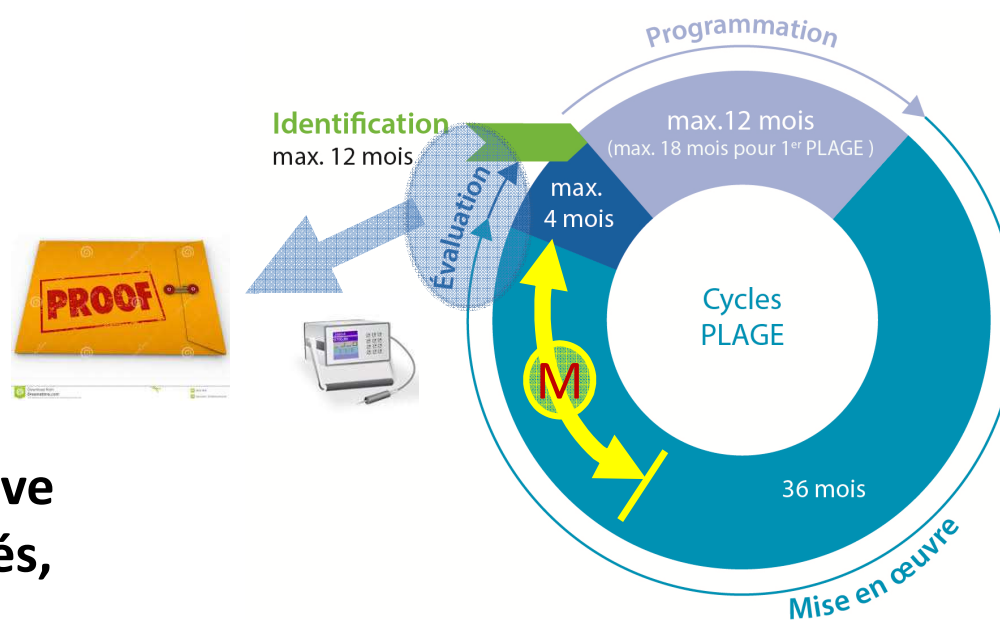 Programmation
Identification
max. 12 mois
max.12 mois
(max. 18 mois pour 1er PLAGE )
Évaluation
max.
4 mois
PROOF
Cycles
PLAGE
M
36 mois
Mise en œuvre
ve
és,